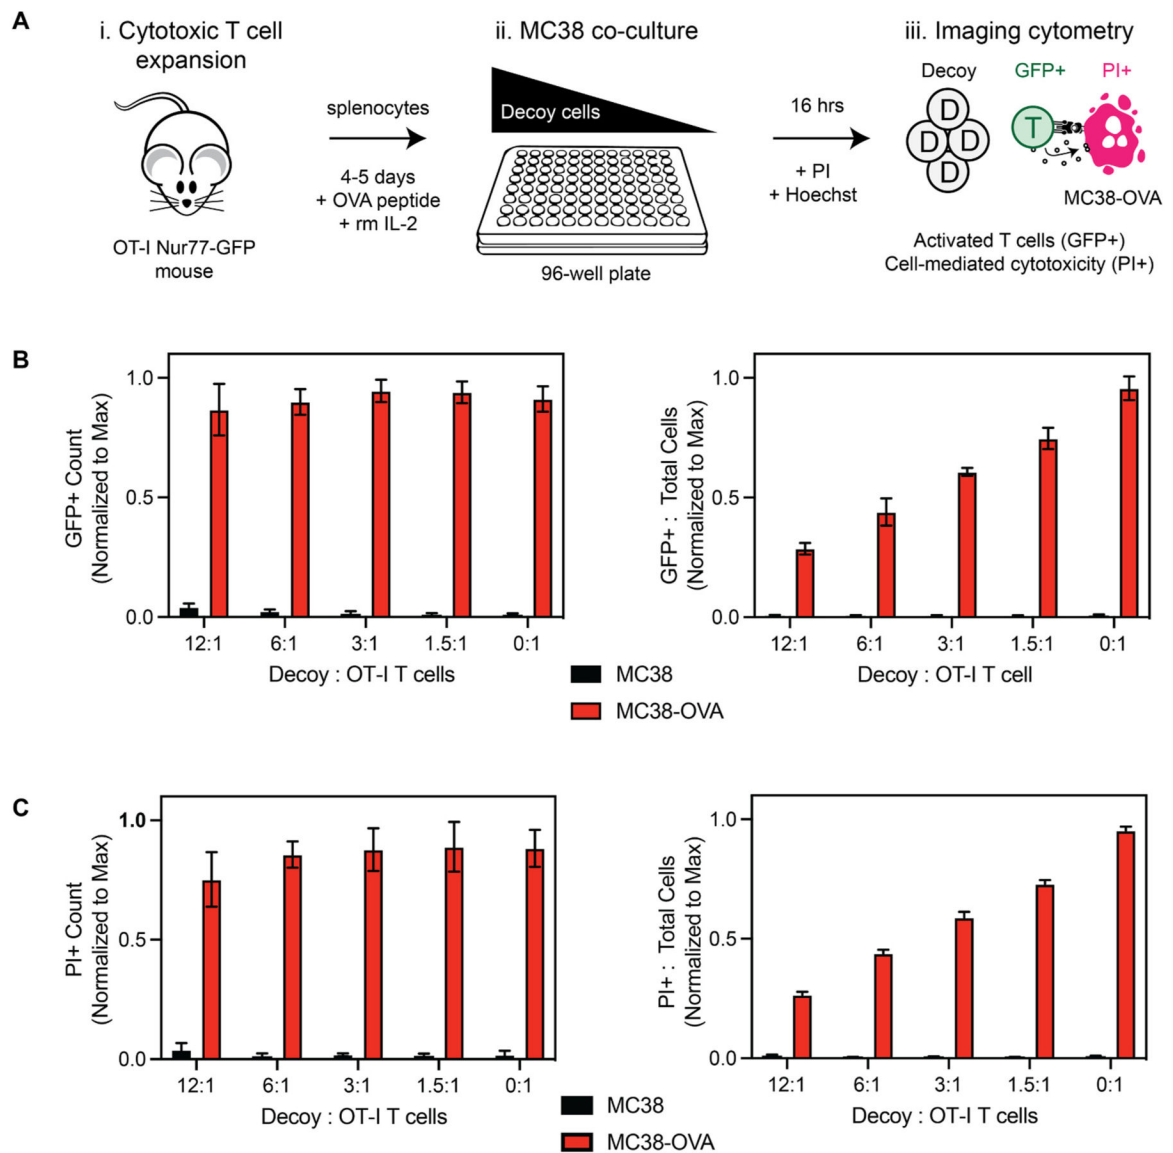 A
i. Cytotoxic T cell
expansion
OT-I Nur77-GFP
mouse
splenocytes
4-5 days
+ OVA peptide
+ rm IL-2
ii. MC38 co-culture
Decoy cells
96-well plate
16 hrs
+ PI
+ Hoechst
iii. Imaging cytometry
Decoy
GFP+
PI+
D
D
D
D
T
MC38-OVA
Activated T cells (GFP+)
Cell-mediated cytotoxicity (PI+)
B
GFP+ Count
(Normalized to Max)
1.0
0.5
0.0
12:1
6:1
3:1
1.5:1
0:1
Decoy : OT-I T cells
GFP+ : Total Cells
(Normalized to Max)
1.0
0.5
0.0
12:1
6:1
3:1
1.5:1
0:1
Decoy : OT-I T cell
MC38
MC38-OVA
C
PI+ Count
(Normalized to Max)
1.0
0.5
0.0
12:1
6:1
3:1
1.5:1
0:1
Decoy : OT-I T cells
PI+ : Total Cells
(Normalized to Max)
1.0
0.5
0.0
12:1
6:1
3:1
1.5:1
0:1
Decoy : OT-I T cells
MC38
MC38-OVA